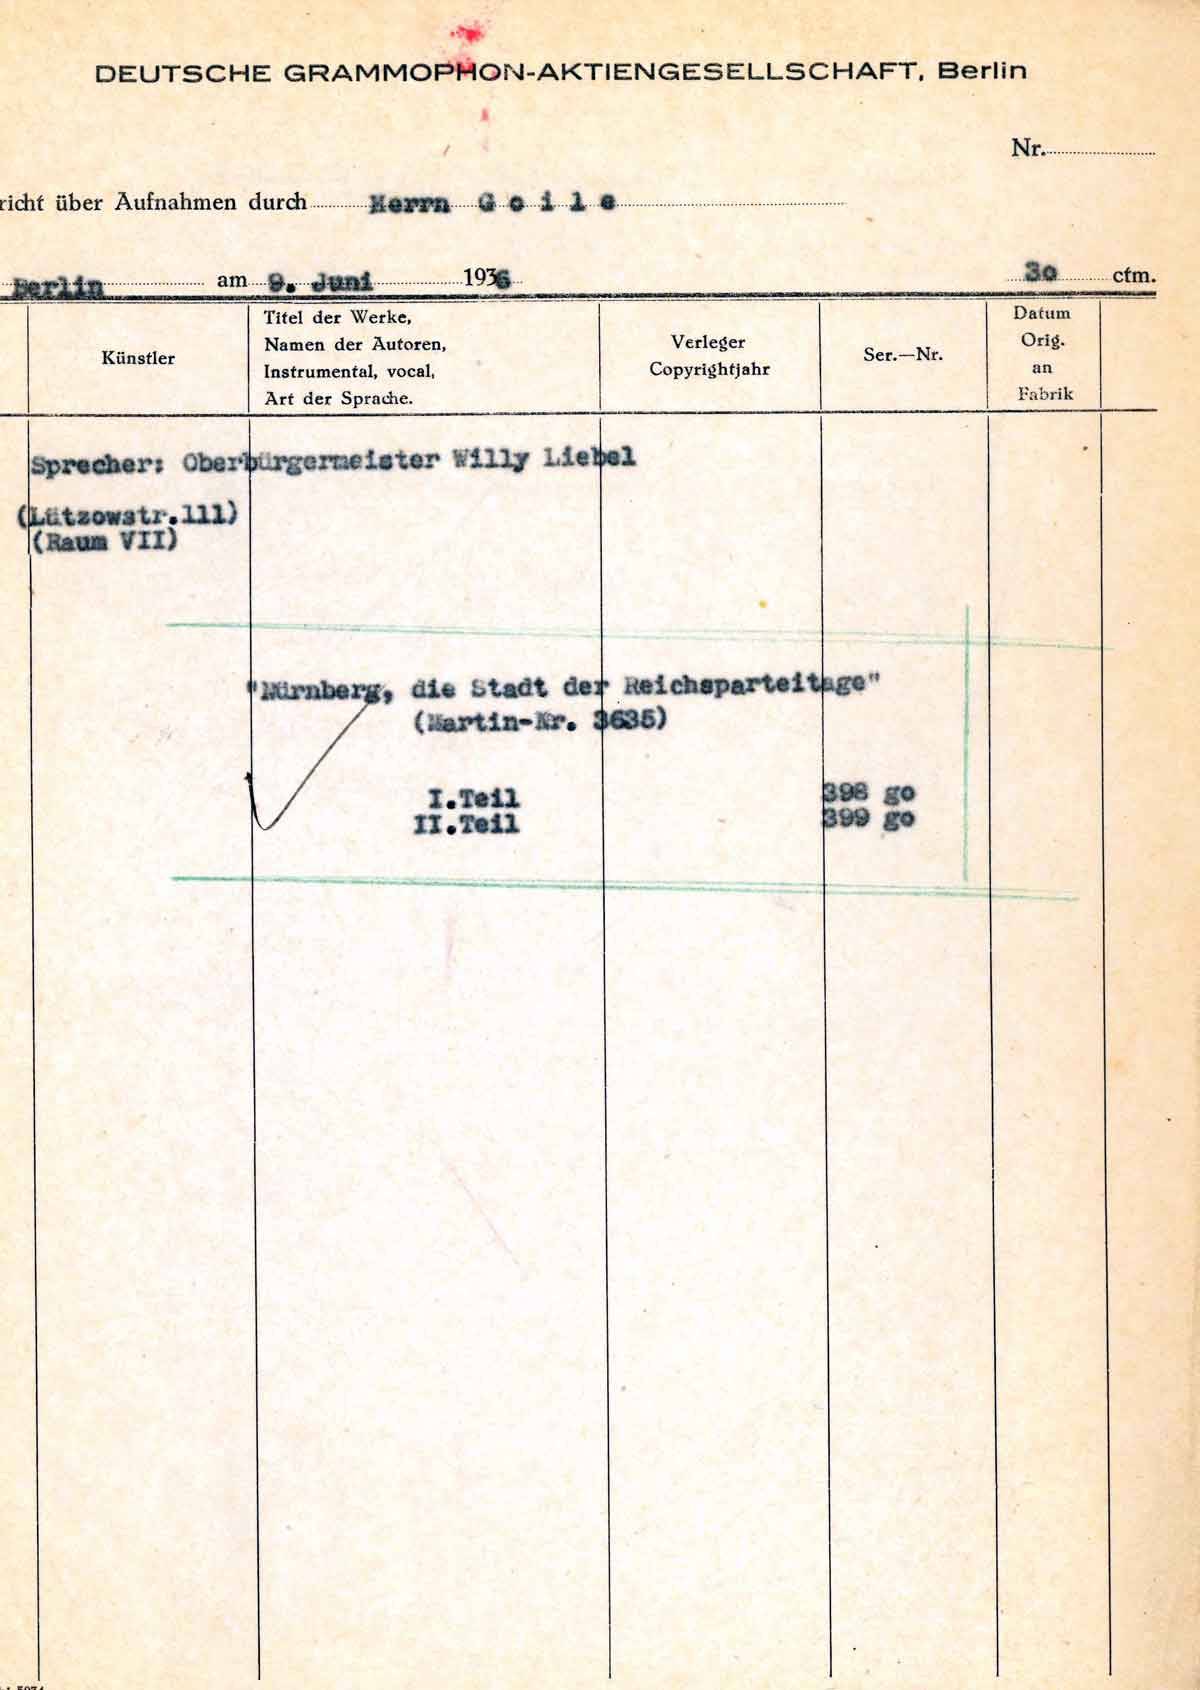 DEUTSCHE GRAMMOPHON-AKTIENGESELLSCHAFT, Berlin
Nr.
richt über Aufnahmen durch Herrn Goile
Berlin am 9. Juni 1936 30 ctm.
Künstler
Titel der Werke,
Namen der Autoren,
Instrumental, vocal,
Art der Sprache.
Verleger
Copyrightjahr
Ser.—Nr.
Datum
Orig.
an
Fabrik
Sprecher: Oberbürgermeister Willy Liebel
(Lützowstr.111)
(Raum VII)
"Nürnberg, die Stadt der Reichsparteitage"
(Martin-Nr. 3635)
I.Teil 398 go
II.Teil 399 go